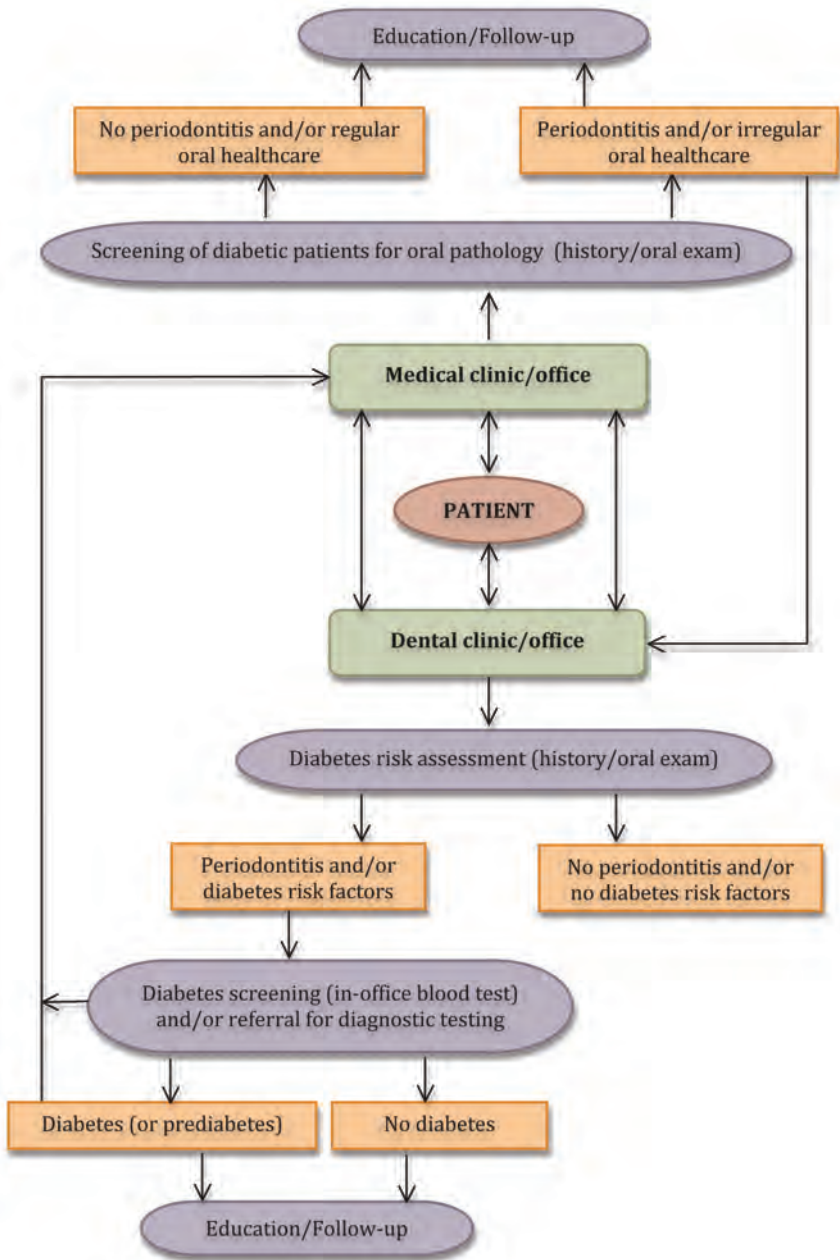 Education/Follow-up
No periodontitis and/or regular
oral healthcare
Periodontitis and/or irregular
oral healthcare
Screening of diabetic patients for oral pathology (history/oral exam)
Medical clinic/office
PATIENT
Dental clinic/office
Diabetes risk assessment (history/oral exam)
Periodontitis and/or
diabetes risk factors
No periodontitis and/or
no diabetes risk factors
Diabetes screening (in-office blood test)
and/or referral for diagnostic testing
Diabetes (or prediabetes)
No diabetes
Education/Follow-up